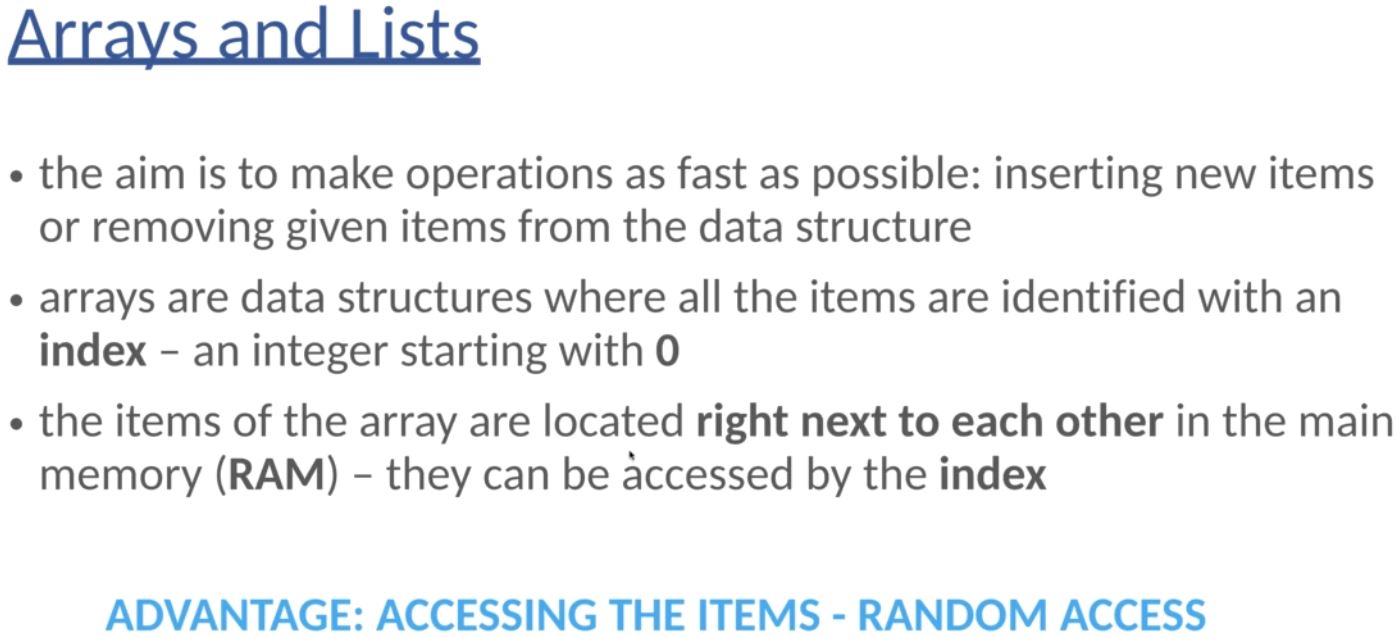 Arrays and Lists
• the aim is to make operations as fast as possible: inserting new items
or removing given items from the data structure
• arrays are data structures where all the items are identified with an
index – an integer starting with 0
• the items of the array are located right next to each other in the main
memory (RAM) – they can be accessed by the index
ADVANTAGE: ACCESSING THE ITEMS - RANDOM ACCESS